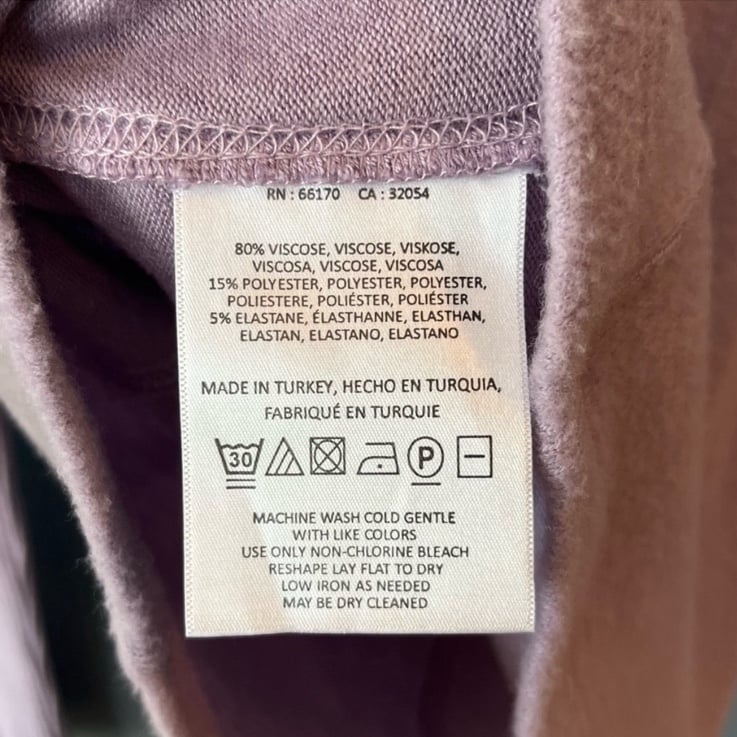 RN : 66170 CA : 32054
80% VISCOSE, VISCOSE, VISKOSE,
VISCOSA, VISCOSE, VISCOSA
15% POLYESTER, POLYESTER, POLYESTER,
POLIESTERE, POLIÉSTER, POLIÉSTER
5% ELASTANE, ÉLASTHANNE, ELASTHAN,
ELASTAN, ELASTANO, ELASTANO
MADE IN TURKEY, HECHO EN TURQUIA,
FABRIQUÉ EN TURQUIE
30 P
MACHINE WASH COLD GENTLE
WITH LIKE COLORS
USE ONLY NON-CHLORINE BLEACH
RESHAPE LAY FLAT TO DRY
LOW IRON AS NEEDED
MAY BE DRY CLEANED